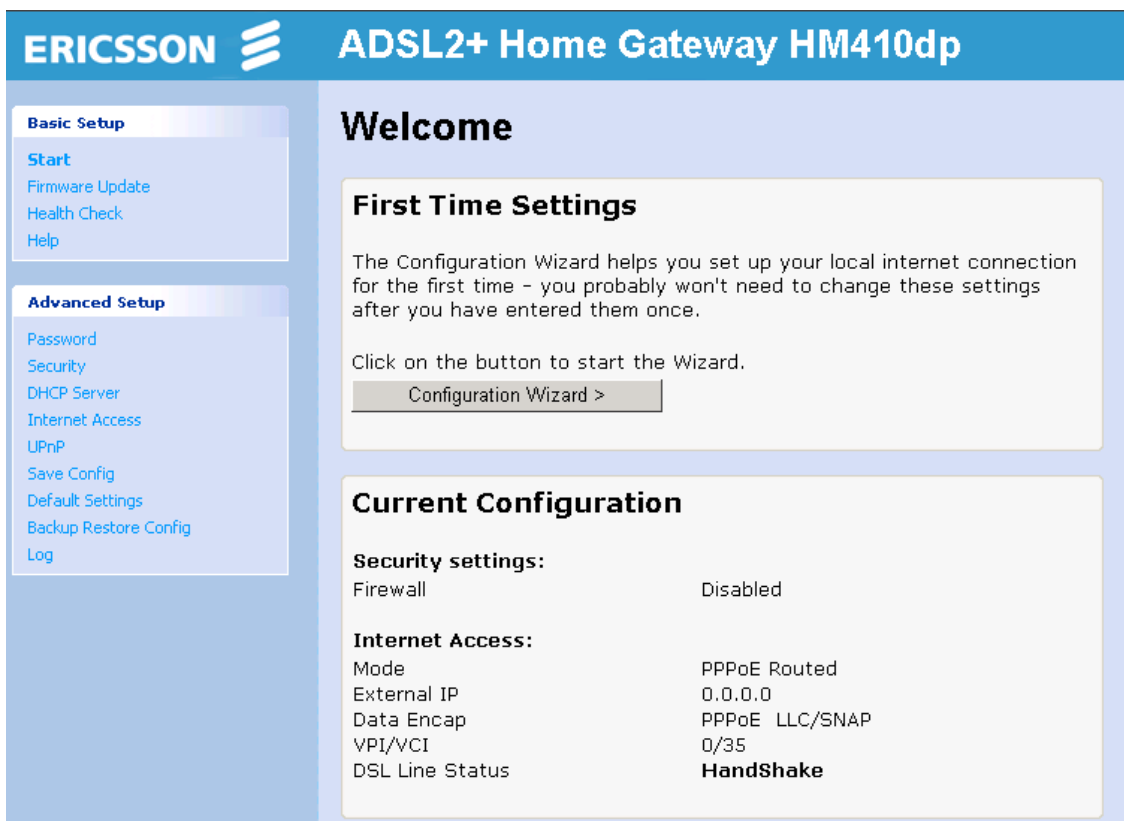 ERICSSON
ADSL2+ Home Gateway HM410dp
Basic Setup
Start
Firmware Update
Health Check
Help
Advanced Setup
Password
Security
DHCP Server
Internet Access
UPnP
Save Config
Default Settings
Backup Restore Config
Log
Welcome
First Time Settings
The Configuration Wizard helps you set up your local internet connection
for the first time - you probably won't need to change these settings
after you have entered them once.
Click on the button to start the Wizard.
Configuration Wizard >
Current Configuration
Security settings:
Firewall Disabled
Internet Access:
Mode PPPoE Routed
External IP 0.0.0.0
Data Encap PPPoE LLC/SNAP
VPI/VCI 0/35
DSL Line Status HandShake